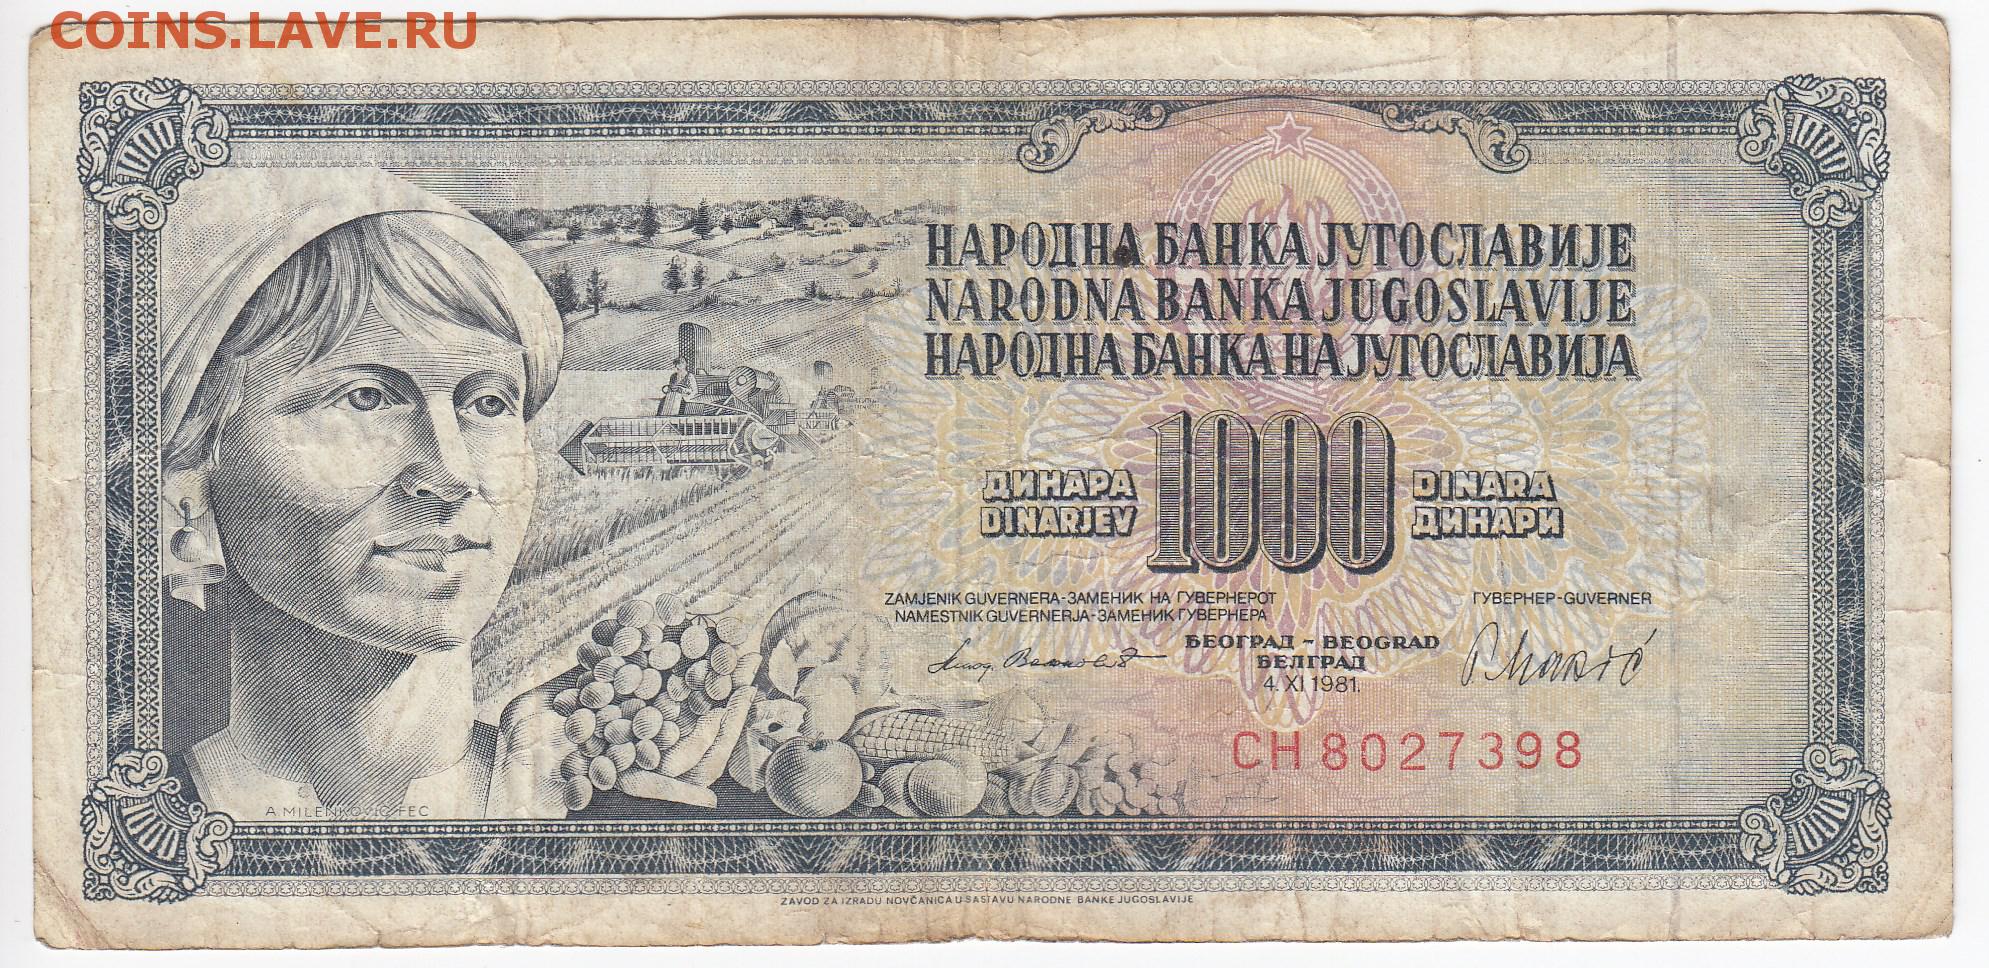 COINS.LAVE.RU
НАРОДНА БАНКА ЈУГОСЛАВИЈЕ
NARODNA BANKA JUGOSLAVIJE
НАРОДНА БАНКА НА ЈУГОСЛАВИЈА
ДИНАРА 1000 DINARA
DINARJEV ДИНАРИ
ZAMJENIK GUVERNERA-ЗАМЕНИК НА ГУВЕРНЕРОТ ГУВЕРНЕР-GUVERNER
NAMESTNIK GUVERNERJA-ЗАМЕНИК ГУВЕРНЕРА
БЕОГРАД - BEOGRAD
БЕЛГРАД
4. XI 1981.
CH 8027398
A MILENKOVIĆ FEC
ZAVOD ZA IZRADU NOVČANICA U SASTAVU NARODNE BANKE JUGOSLAVIJE